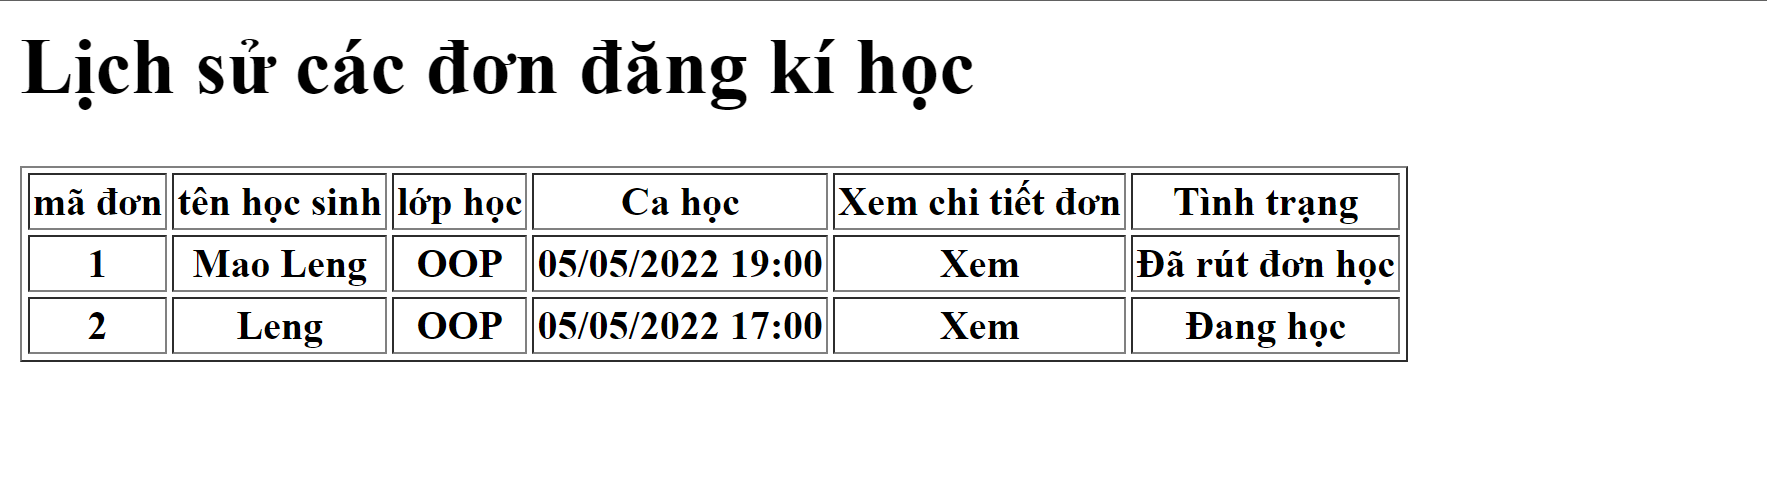 Lịch sử các đơn đăng kí học
mã đơn tên học sinh lớp học Ca học Xem chi tiết đơn Tình trạng
1 Mao Leng OOP 05/05/2022 19:00 Xem Đã rút đơn học
2 Leng OOP 05/05/2022 17:00 Xem Đang học